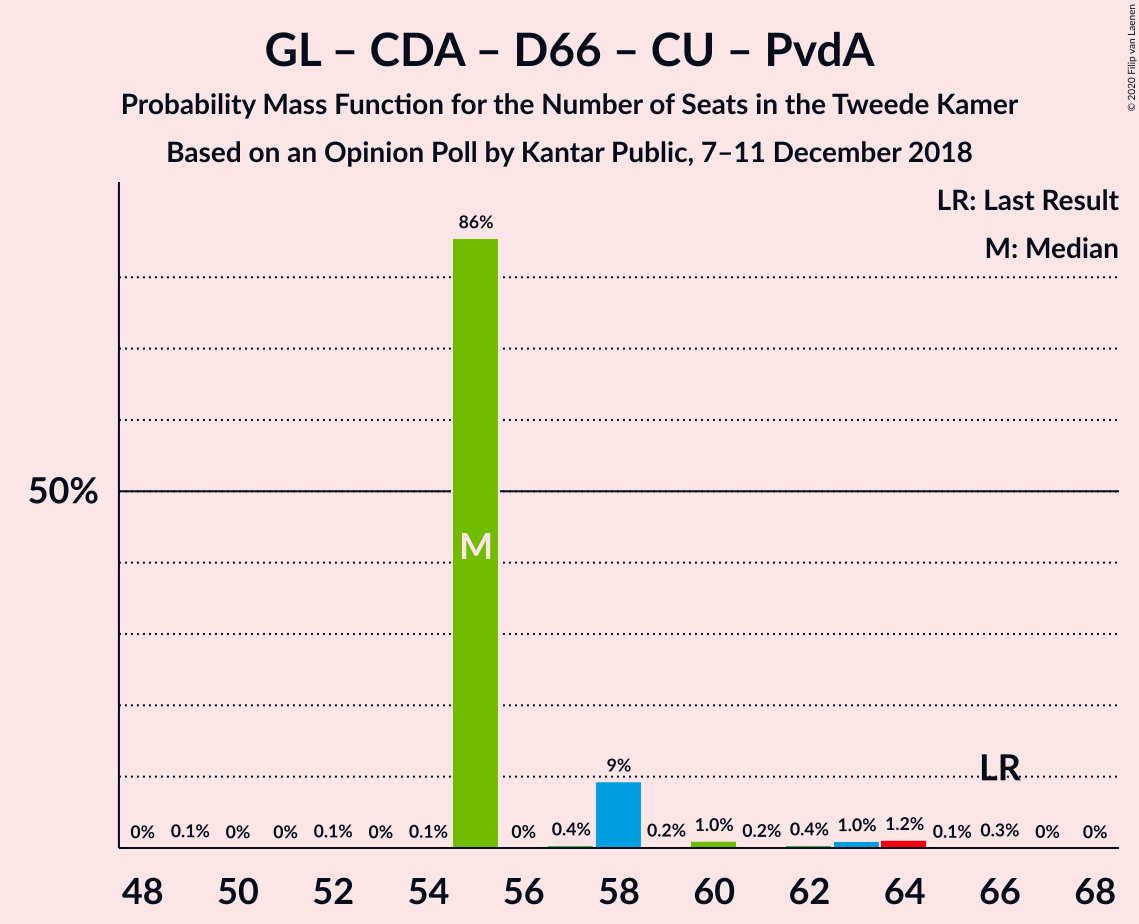 GL – CDA – D66 – CU – PvdA
Probability Mass Function for the Number of Seats in the Tweede Kamer
Based on an Opinion Poll by Kantar Public, 7–11 December 2018
© 2020 Filip van Laenen
LR: Last Result
M: Median
86%
50%
M
LR
9%
0% 0.1% 0% 0% 0.1% 0% 0.1% 0% 0.4% 0.2% 1.0% 0.2% 0.4% 1.0% 1.2% 0.1% 0.3% 0% 0%
48 50 52 54 56 58 60 62 64 66 68